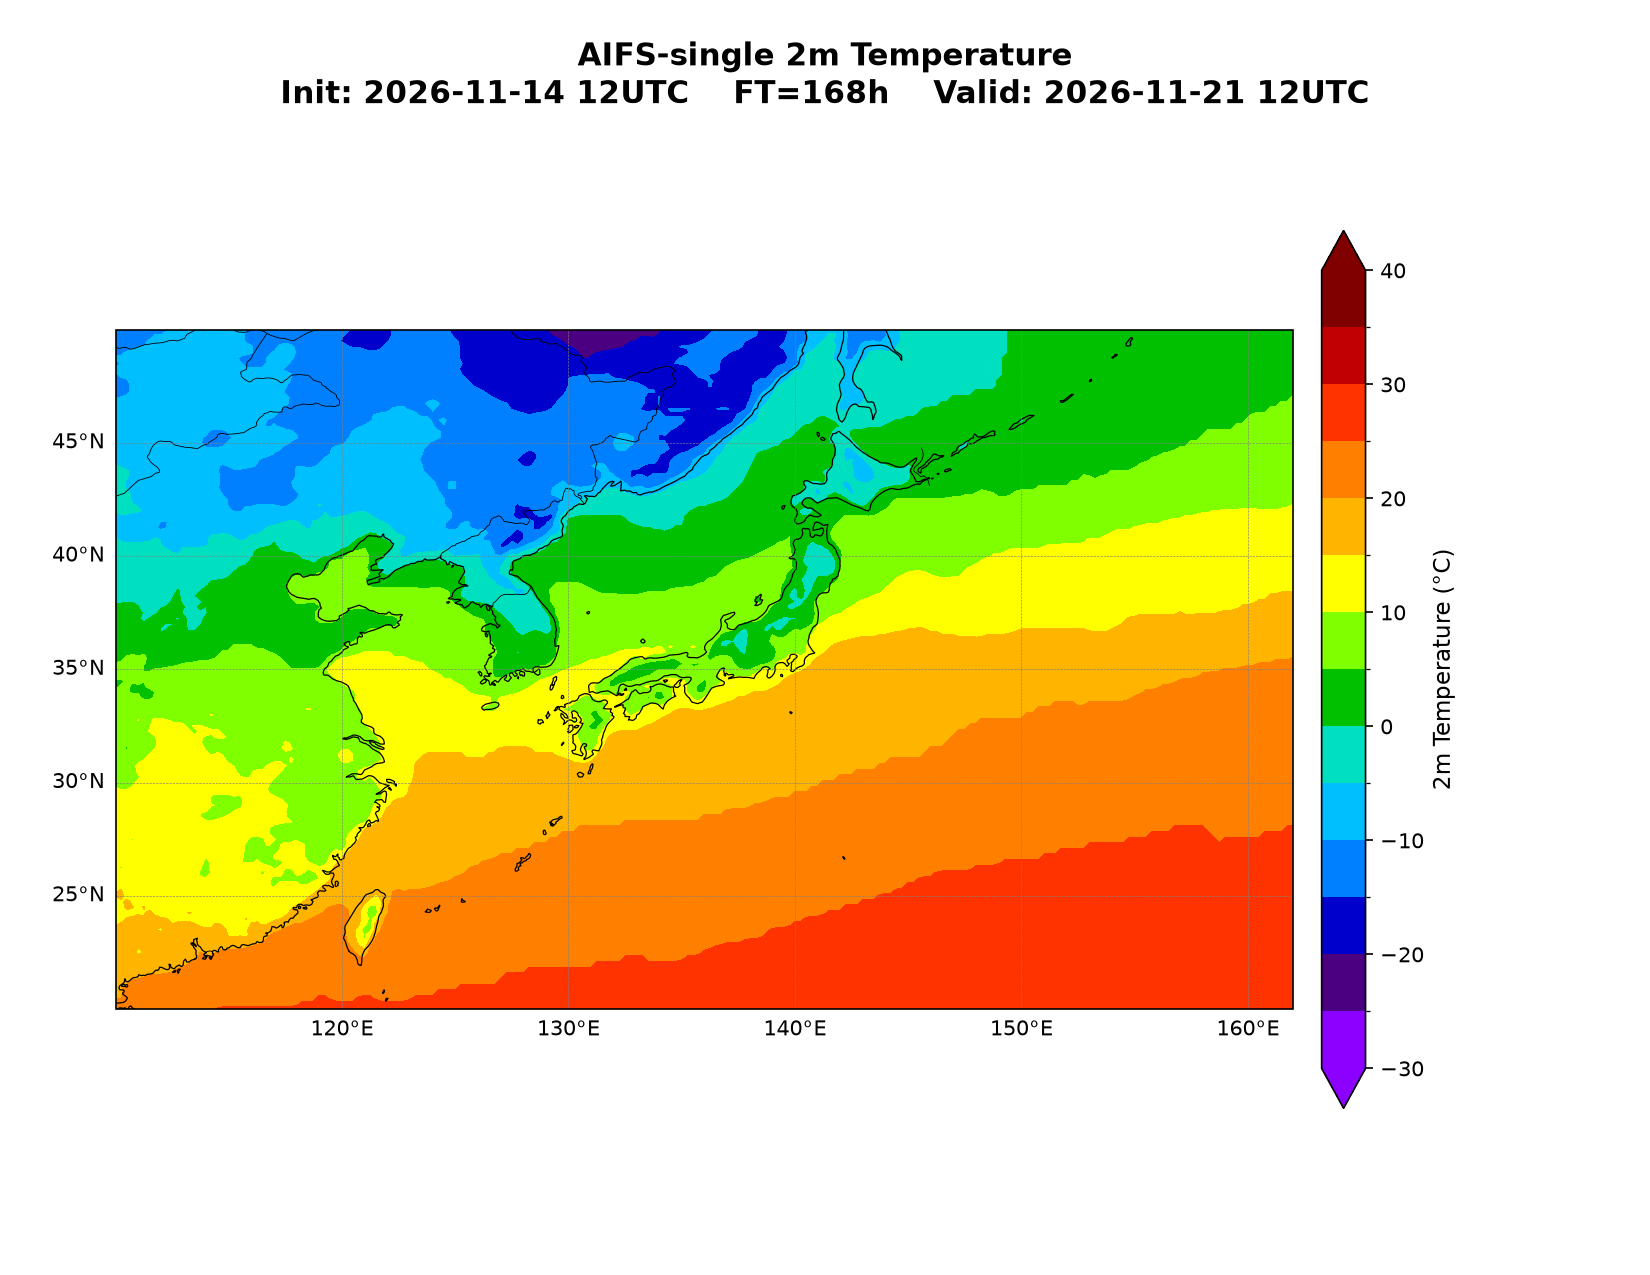 AIFS-single 2m Temperature
Init: 2026-11-14 12UTC    FT=168h    Valid: 2026-11-21 12UTC
45°N
40°N
35°N
30°N
25°N
120°E
130°E
140°E
150°E
160°E
40
30
20
10
0
−10
−20
−30
2m Temperature (°C)